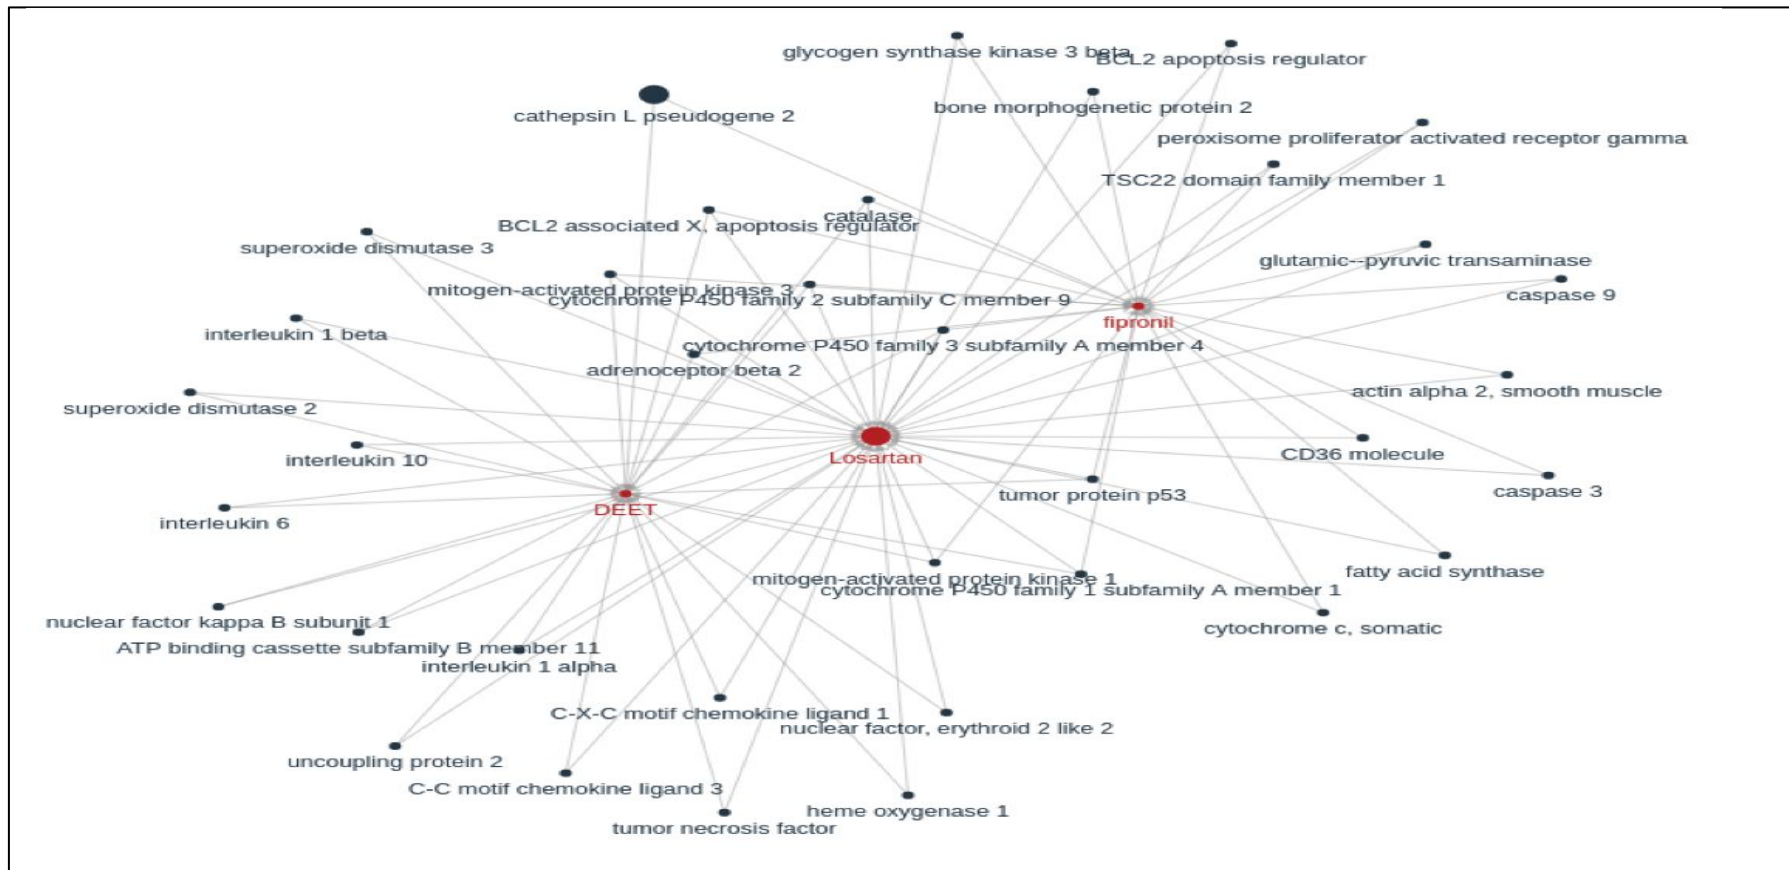 glycogen synthase kinase 3 beta
BCL2 apoptosis regulator
bone morphogenetic protein 2
cathepsin L pseudogene 2
peroxisome proliferator activated receptor gamma
TSC22 domain family member 1
catalase
BCL2 associated X, apoptosis regulator
superoxide dismutase 3
glutamic--pyruvic transaminase
mitogen-activated protein kinase 3
cytochrome P450 family 2 subfamily C member 9
caspase 9
fipronil
interleukin 1 beta
cytochrome P450 family 3 subfamily A member 4
adrenoceptor beta 2
actin alpha 2, smooth muscle
superoxide dismutase 2
CD36 molecule
Losartan
interleukin 10
caspase 3
tumor protein p53
DEET
interleukin 6
fatty acid synthase
mitogen-activated protein kinase 1
cytochrome P450 family 1 subfamily A member 1
nuclear factor kappa B subunit 1
cytochrome c, somatic
ATP binding cassette subfamily B member 11
interleukin 1 alpha
C-X-C motif chemokine ligand 1
nuclear factor, erythroid 2 like 2
uncoupling protein 2
C-C motif chemokine ligand 3
heme oxygenase 1
tumor necrosis factor